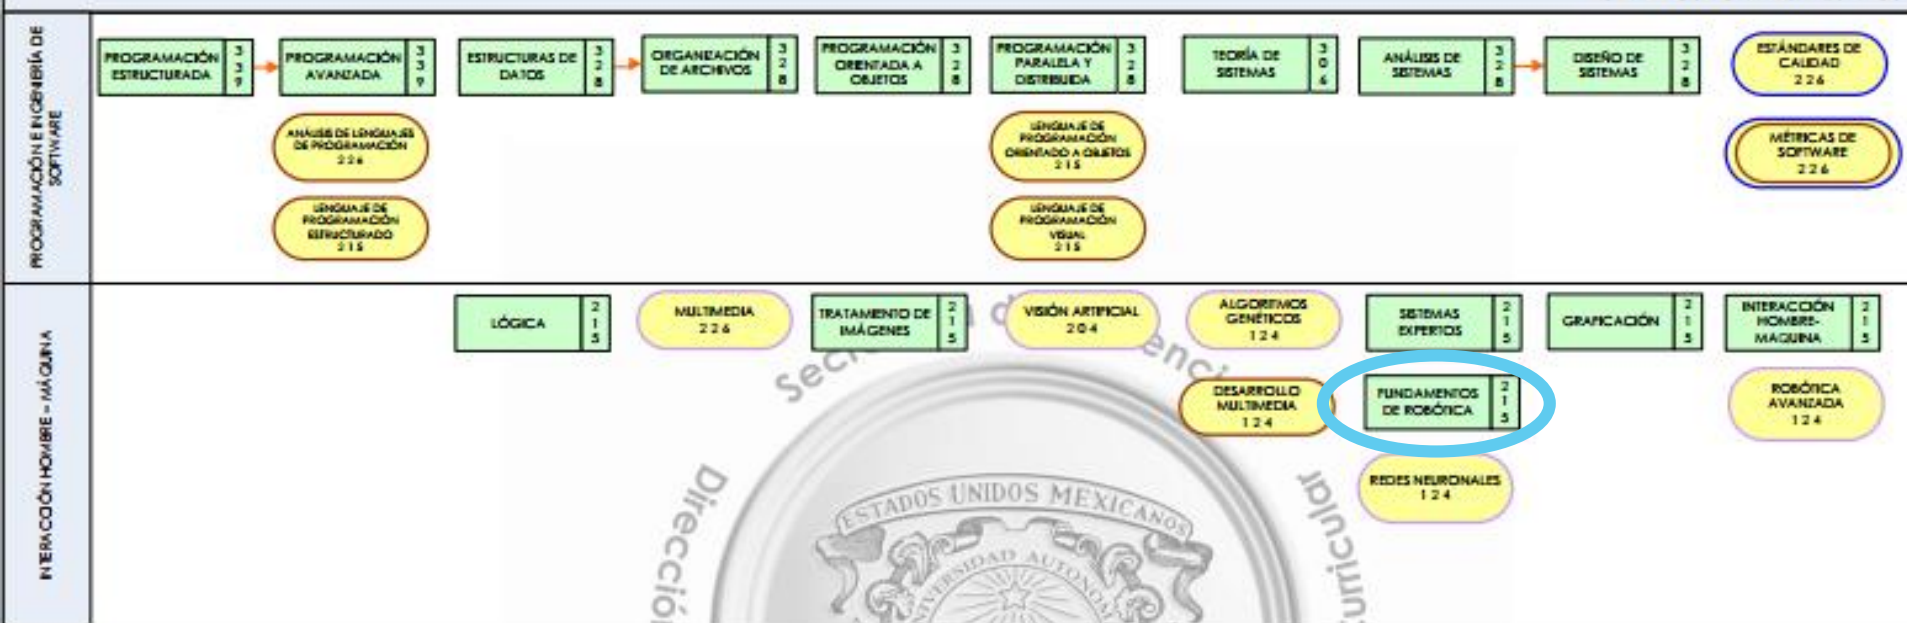 PROGRAMACIÓN E INGENIERÍA DE
SOFTWARE
PROGRAMACIÓN
ESTRUCTURADA
3
3
9
PROGRAMACIÓN
AVANZADA
3
3
9
ESTRUCTURAS DE
DATOS
3
2
8
ORGANIZACIÓN
DE ARCHIVOS
3
2
8
PROGRAMACIÓN
ORIENTADA A
OBJETOS
3
2
8
PROGRAMACIÓN
PARALELA Y
DISTRIBUIDA
3
2
8
TEORÍA DE
SISTEMAS
3
0
6
ANÁLISIS DE
SISTEMAS
3
2
8
DISEÑO DE
SISTEMAS
3
2
8
ESTÁNDARES DE
CALIDAD
2 2 6
ANÁLISIS DE LENGUAJES
DE PROGRAMACIÓN
2 2 6
LENGUAJE DE
PROGRAMACIÓN
ORIENTADO A OBJETOS
2 1 5
MÉTRICAS DE
SOFTWARE
2 2 6
LENGUAJE DE
PROGRAMACIÓN
ESTRUCTURADO
2 1 5
LENGUAJE DE
PROGRAMACIÓN
VISUAL
2 1 5
INTERACCIÓN HOMBRE – MÁQUINA
LÓGICA
2
1
5
MULTIMEDIA
2 2 6
TRATAMIENTO DE
IMÁGENES
2
1
5
VISIÓN ARTIFICIAL
2 0 4
ALGORITMOS
GENÉTICOS
1 2 4
SISTEMAS
EXPERTOS
2
1
5
GRAFICACIÓN
2
1
5
INTERACCIÓN
HOMBRE-
MAQUINA
2
1
5
DESARROLLO
MULTIMEDIA
1 2 4
FUNDAMENTOS
DE ROBÓTICA
2
1
5
ROBÓTICA
AVANZADA
1 2 4
REDES NEURONALES
1 2 4
Dirección
ESTADOS UNIDOS MEXICANOS